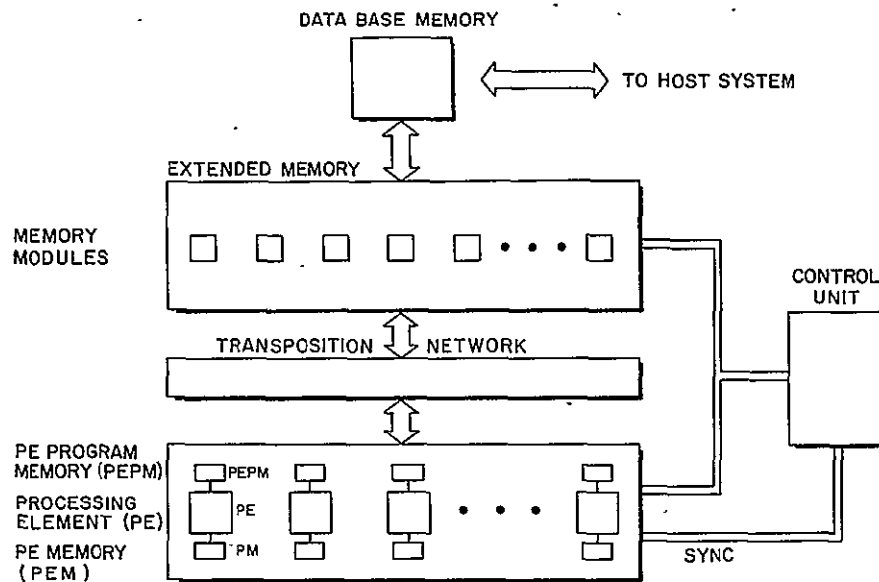 DATA BASE MEMORY
TO HOST SYSTEM
EXTENDED MEMORY
MEMORY
MODULES
CONTROL
UNIT
TRANSPOSITION NETWORK
PE PROGRAM
MEMORY (PEPM)
PEPM
PROCESSING
ELEMENT (PE)
PE
PE MEMORY
(PEM)
PM
SYNC